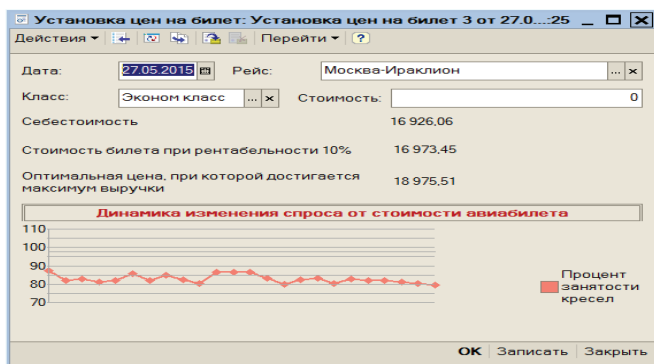 Установка цен на билет: Установка цен на билет 3 от 27.0...:25
Действия Перейти ?
Дата: 27.05.2015 Рейс: Москва-Ираклион ... ×
Класс: Эконом класс ... × Стоимость: 0
Себестоимость 16 926,06
Стоимость билета при рентабельности 10% 16 973,45
Оптимальная цена, при которой достигается
максимум выручки 18 975,51
Динамика изменения спроса от стоимости авиабилета
110
100
90
80
70
Процент
занятости
кресел
OK Записать Закрыть